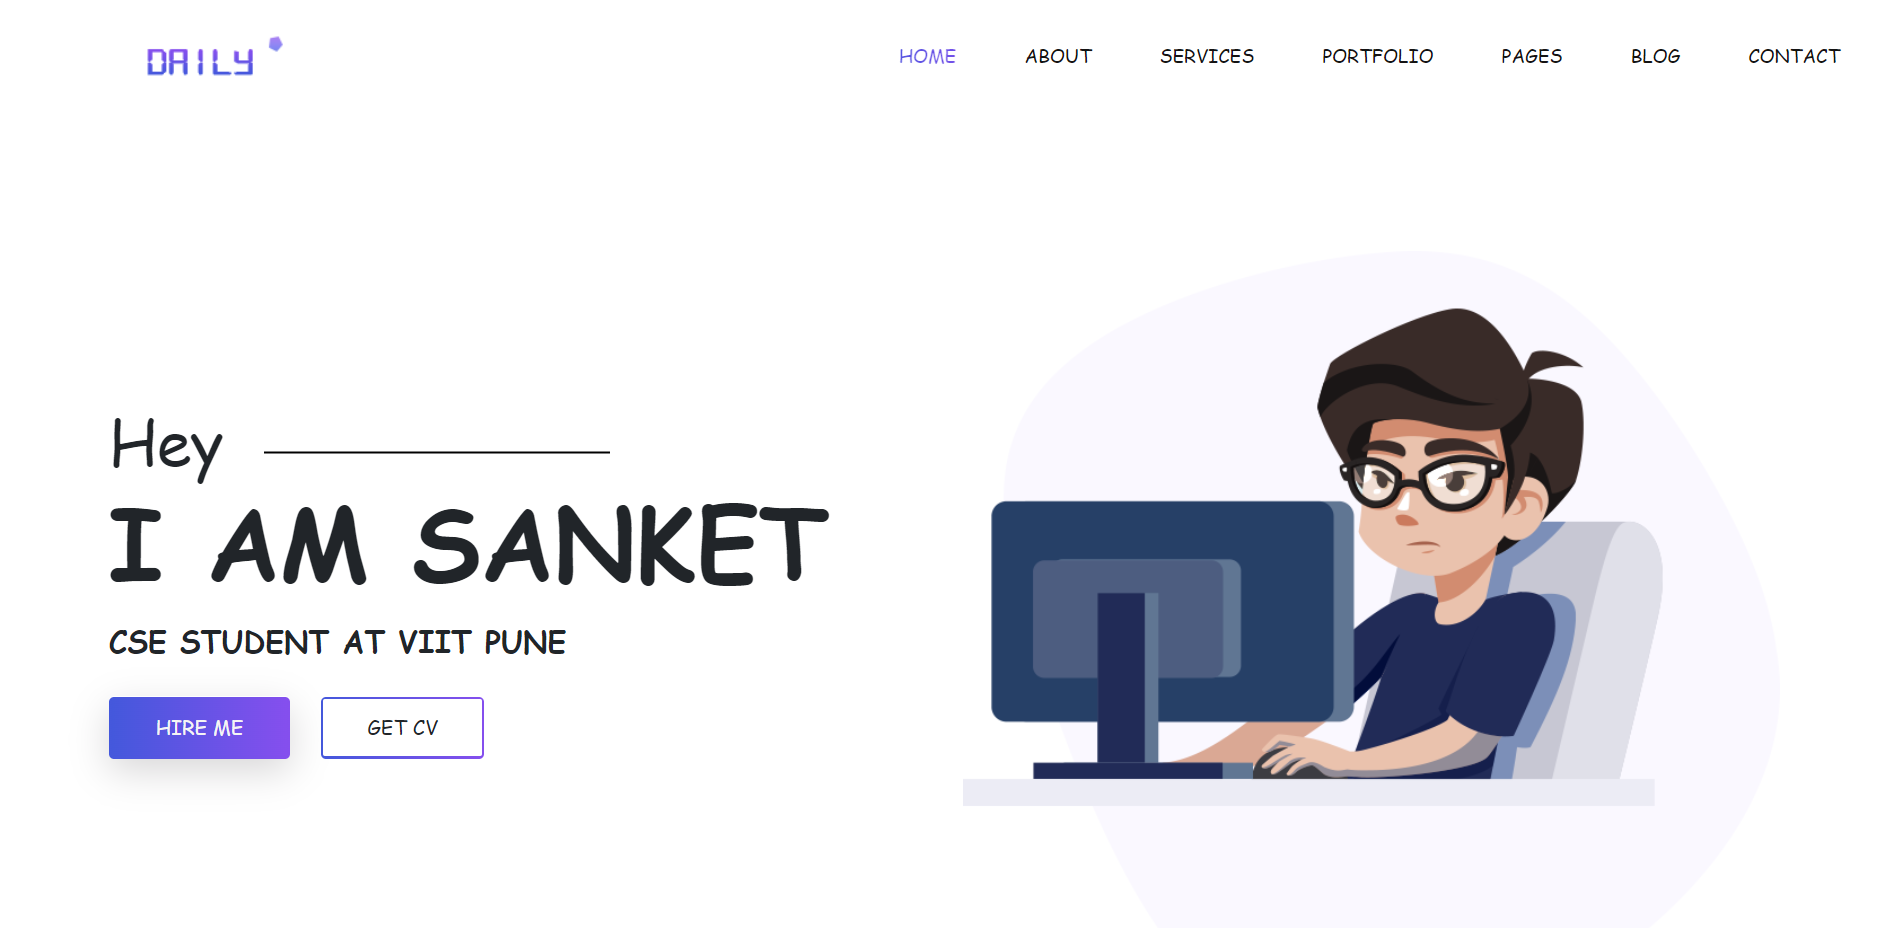 DAILY
HOME ABOUT SERVICES PORTFOLIO PAGES BLOG CONTACT
Hey
I AM SANKET
CSE STUDENT AT VIIT PUNE
HIRE ME GET CV